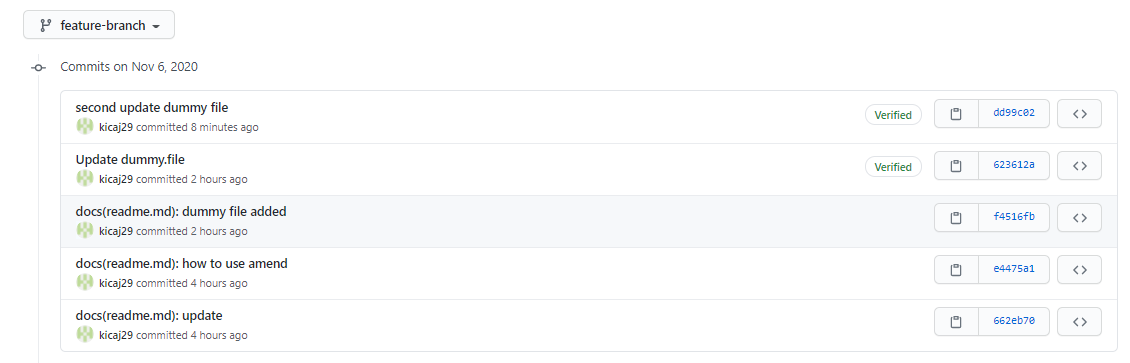 feature-branch
Commits on Nov 6, 2020
second update dummy file
kicaj29 committed 8 minutes ago
Verified
dd99c02
Update dummy.file
kicaj29 committed 2 hours ago
Verified
623612a
docs(readme.md): dummy file added
kicaj29 committed 2 hours ago
f4516fb
docs(readme.md): how to use amend
kicaj29 committed 4 hours ago
e4475a1
docs(readme.md): update
kicaj29 committed 4 hours ago
662eb70